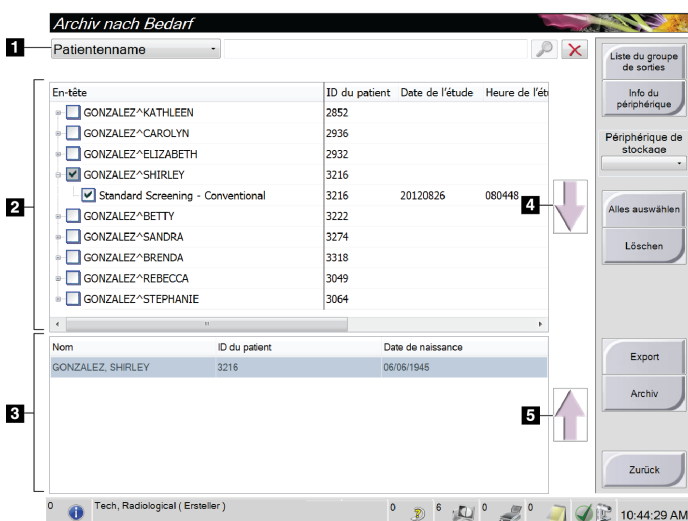 Archiv nach Bedarf
1
Patientenname
Liste du groupe
de sorties
Info du
périphérique
Périphérique de
stockage
2
En-tête ID du patient Date de l'étude Heure de l'ét
GONZALEZ^KATHLEEN 2852
GONZALEZ^CAROLYN 2936
GONZALEZ^ELIZABETH 2932
GONZALEZ^SHIRLEY 3216
Standard Screening - Conventional 3216 20120826 080448
GONZALEZ^BETTY 3222
GONZALEZ^SANDRA 3274
GONZALEZ^BRENDA 3318
GONZALEZ^REBECCA 3049
GONZALEZ^STEPHANIE 3064
4
Alles auswählen
Löschen
3
Nom ID du patient Date de naissance
GONZALEZ, SHIRLEY 3216 06/06/1945
5
Export
Archiv
Zurück
0 Tech, Radiological ( Ersteller ) 0 6 0 0 10:44:29 AM